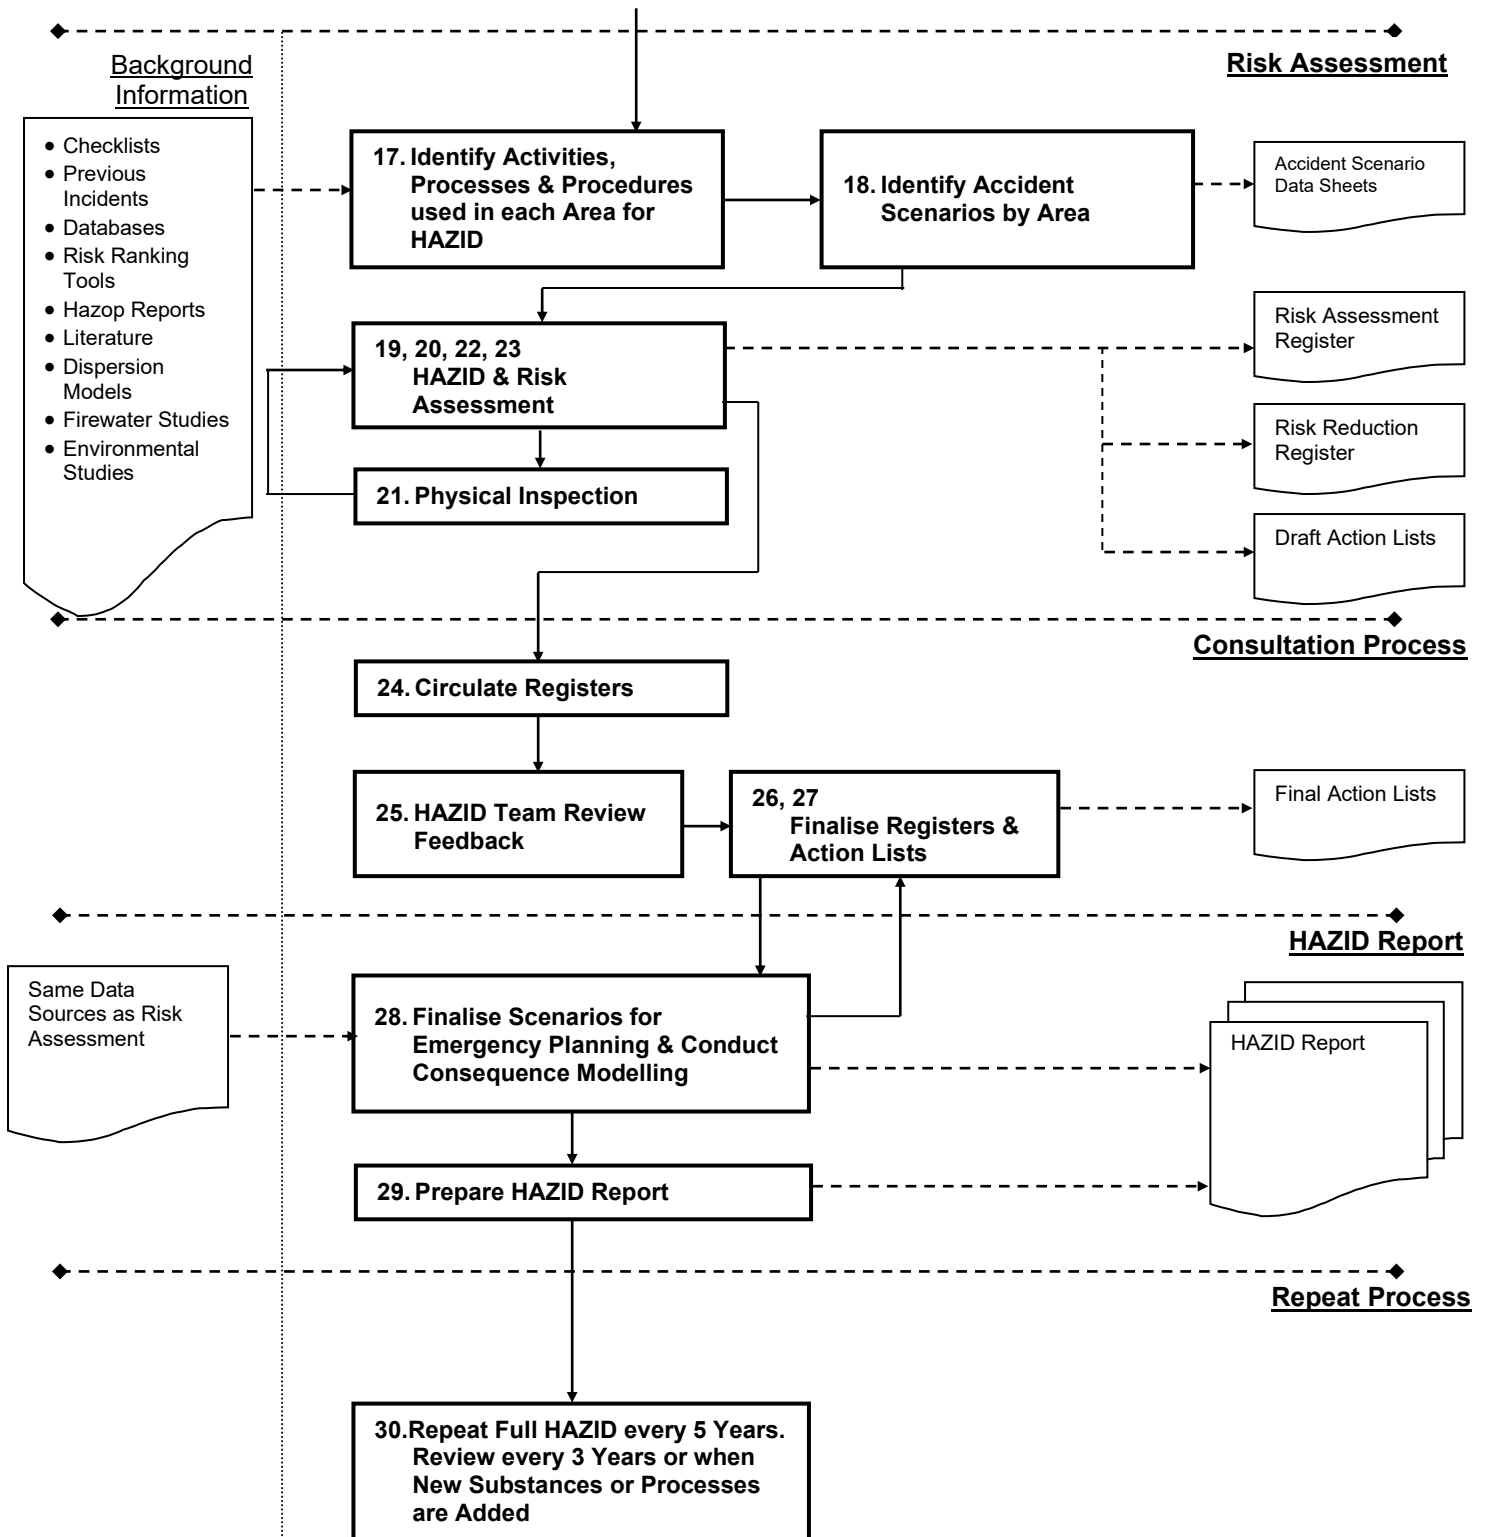 Background
Information
Risk Assessment
• Checklists
• Previous
Incidents
• Databases
• Risk Ranking
Tools
• Hazop Reports
• Literature
• Dispersion
Models
• Firewater Studies
• Environmental
Studies
17. Identify Activities,
Processes & Procedures
used in each Area for
HAZID
18. Identify Accident
Scenarios by Area
Accident Scenario
Data Sheets
19, 20, 22, 23
HAZID & Risk
Assessment
Risk Assessment
Register
Risk Reduction
Register
21. Physical Inspection
Draft Action Lists
Consultation Process
24. Circulate Registers
25. HAZID Team Review
Feedback
26, 27
Finalise Registers &
Action Lists
Final Action Lists
HAZID Report
Same Data
Sources as Risk
Assessment
28. Finalise Scenarios for
Emergency Planning & Conduct
Consequence Modelling
HAZID Report
29. Prepare HAZID Report
Repeat Process
30.Repeat Full HAZID every 5 Years.
Review every 3 Years or when
New Substances or Processes
are Added